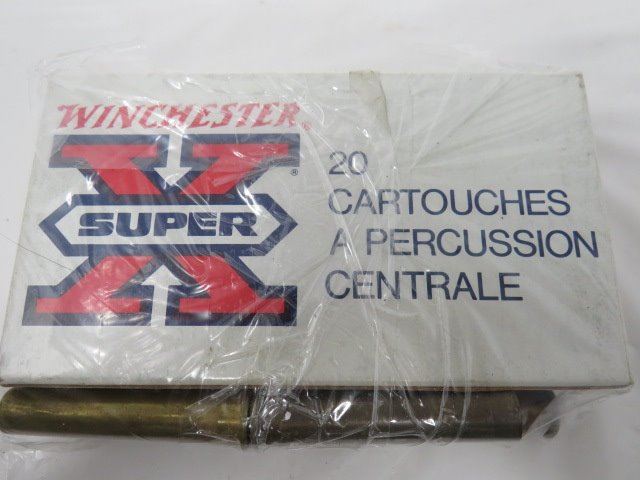 WINCHESTER®
X®
SUPER
20
CARTOUCHES
A PERCUSSION
CENTRALE